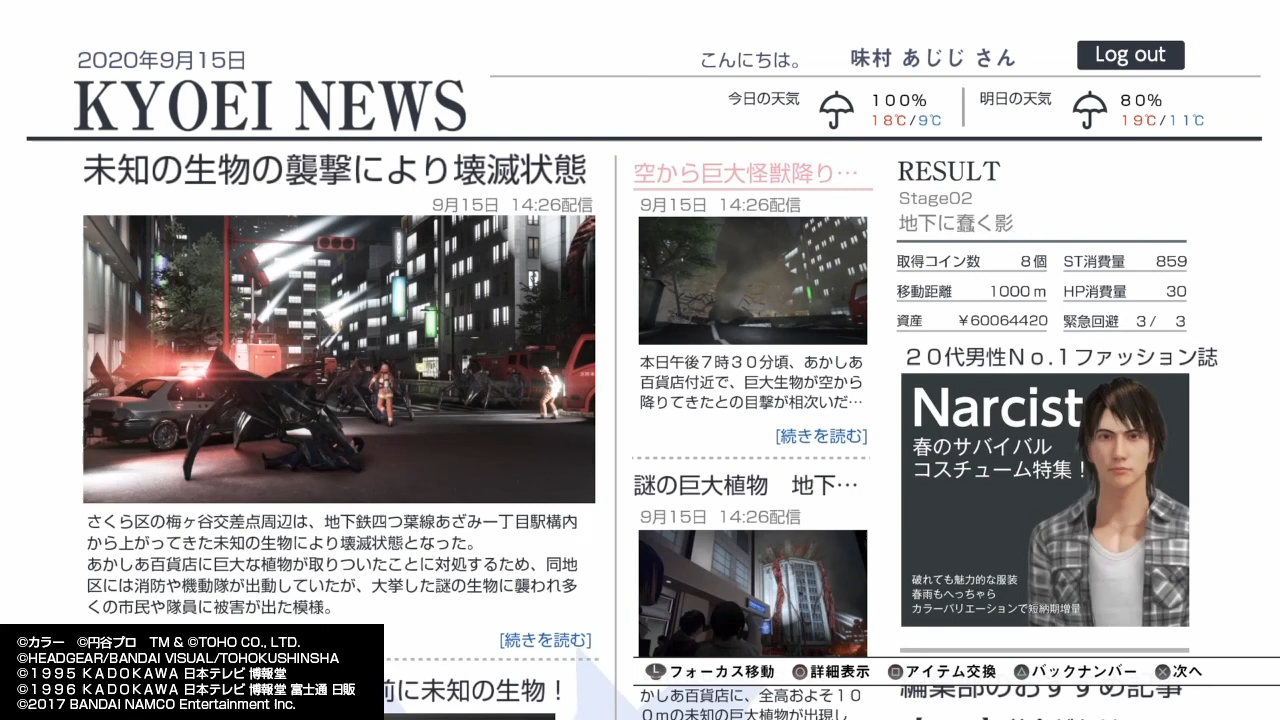 2020年9月15日
KYOEI NEWS
こんにちは。 味村 あじじ さん
Log out
今日の天気 100%
18℃/9℃
明日の天気 80%
19℃/11℃
未知の生物の襲撃により壊滅状態
9月15日 14:26配信
さくら区の梅ヶ谷交差点周辺は、地下鉄四つ葉線あざみ一丁目駅構内
から上がってきた未知の生物により壊滅状態となった。
あかしあ百貨店に巨大な植物が取りついたことに対処するため、同地
区には消防や機動隊が出動していたが、大挙した謎の生物に襲われ多
くの市民や隊員に被害が出た模様。
[続きを読む]
前に未知の生物！
空から巨大怪獣降り…
9月15日 14:26配信
本日午後7時30分頃、あかしあ
百貨店付近で、巨大生物が空から
降りてきたとの目撃が相次いだ…
[続きを読む]
謎の巨大植物　地下…
9月15日 14:26配信
かしあ百貨店に、全高およそ10
0mの未知の巨大植物が出現し
RESULT
Stage02
地下に蠢く影
取得コイン数 8個 ST消費量 859
移動距離 1000m HP消費量 30
資産 ¥60064420 緊急回避 3/ 3
20代男性No.1ファッション誌
Narcist
春のサバイバル
コスチューム特集！
破れても魅力的な服装
春雨もへっちゃら
カラーバリエーションで短納期増量
編集部のおすすめ記事
L フォーカス移動 詳細表示 アイテム交換 バックナンバー 次へ
©カラー ©円谷プロ TM & ©TOHO CO., LTD.
©HEADGEAR/BANDAI VISUAL/TOHOKUSHINSHA
©1995 KADOKAWA 日本テレビ 博報堂
©1996 KADOKAWA 日本テレビ 博報堂 富士通 日販
©2017 BANDAI NAMCO Entertainment Inc.